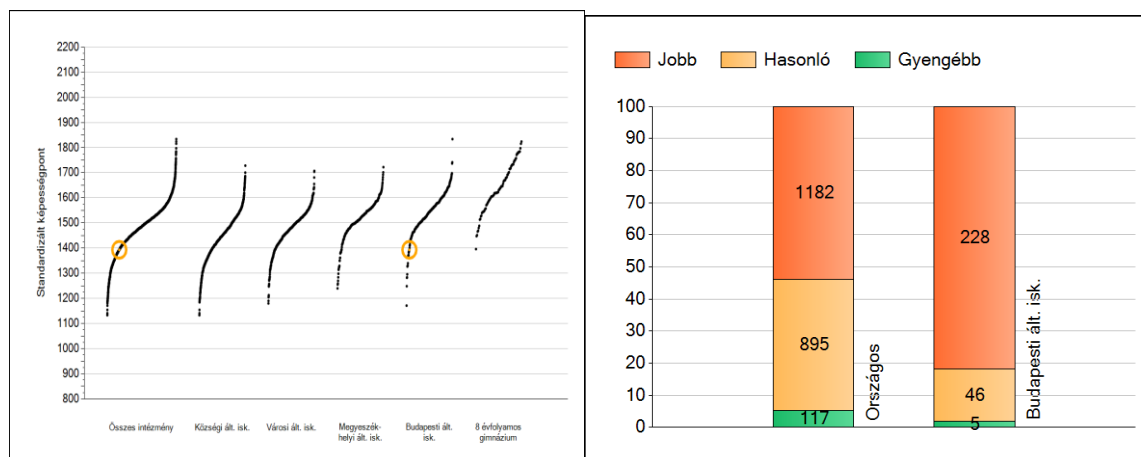 2200
2100
2000
1900
1800
1700
1600
1500
1400
1300
1200
1100
1000
900
800
Standardizált képességpont
Összes intézmény
Községi ált. isk.
Városi ált. isk.
Megyeszék-
helyi ált. isk.
Budapesti ált.
isk.
8 évfolyamos
gimnázium
Jobb
Hasonló
Gyengébb
100
90
80
70
60
50
40
30
20
10
0
1182
895
117
Országos
228
46
5
Budapesti ált. isk.